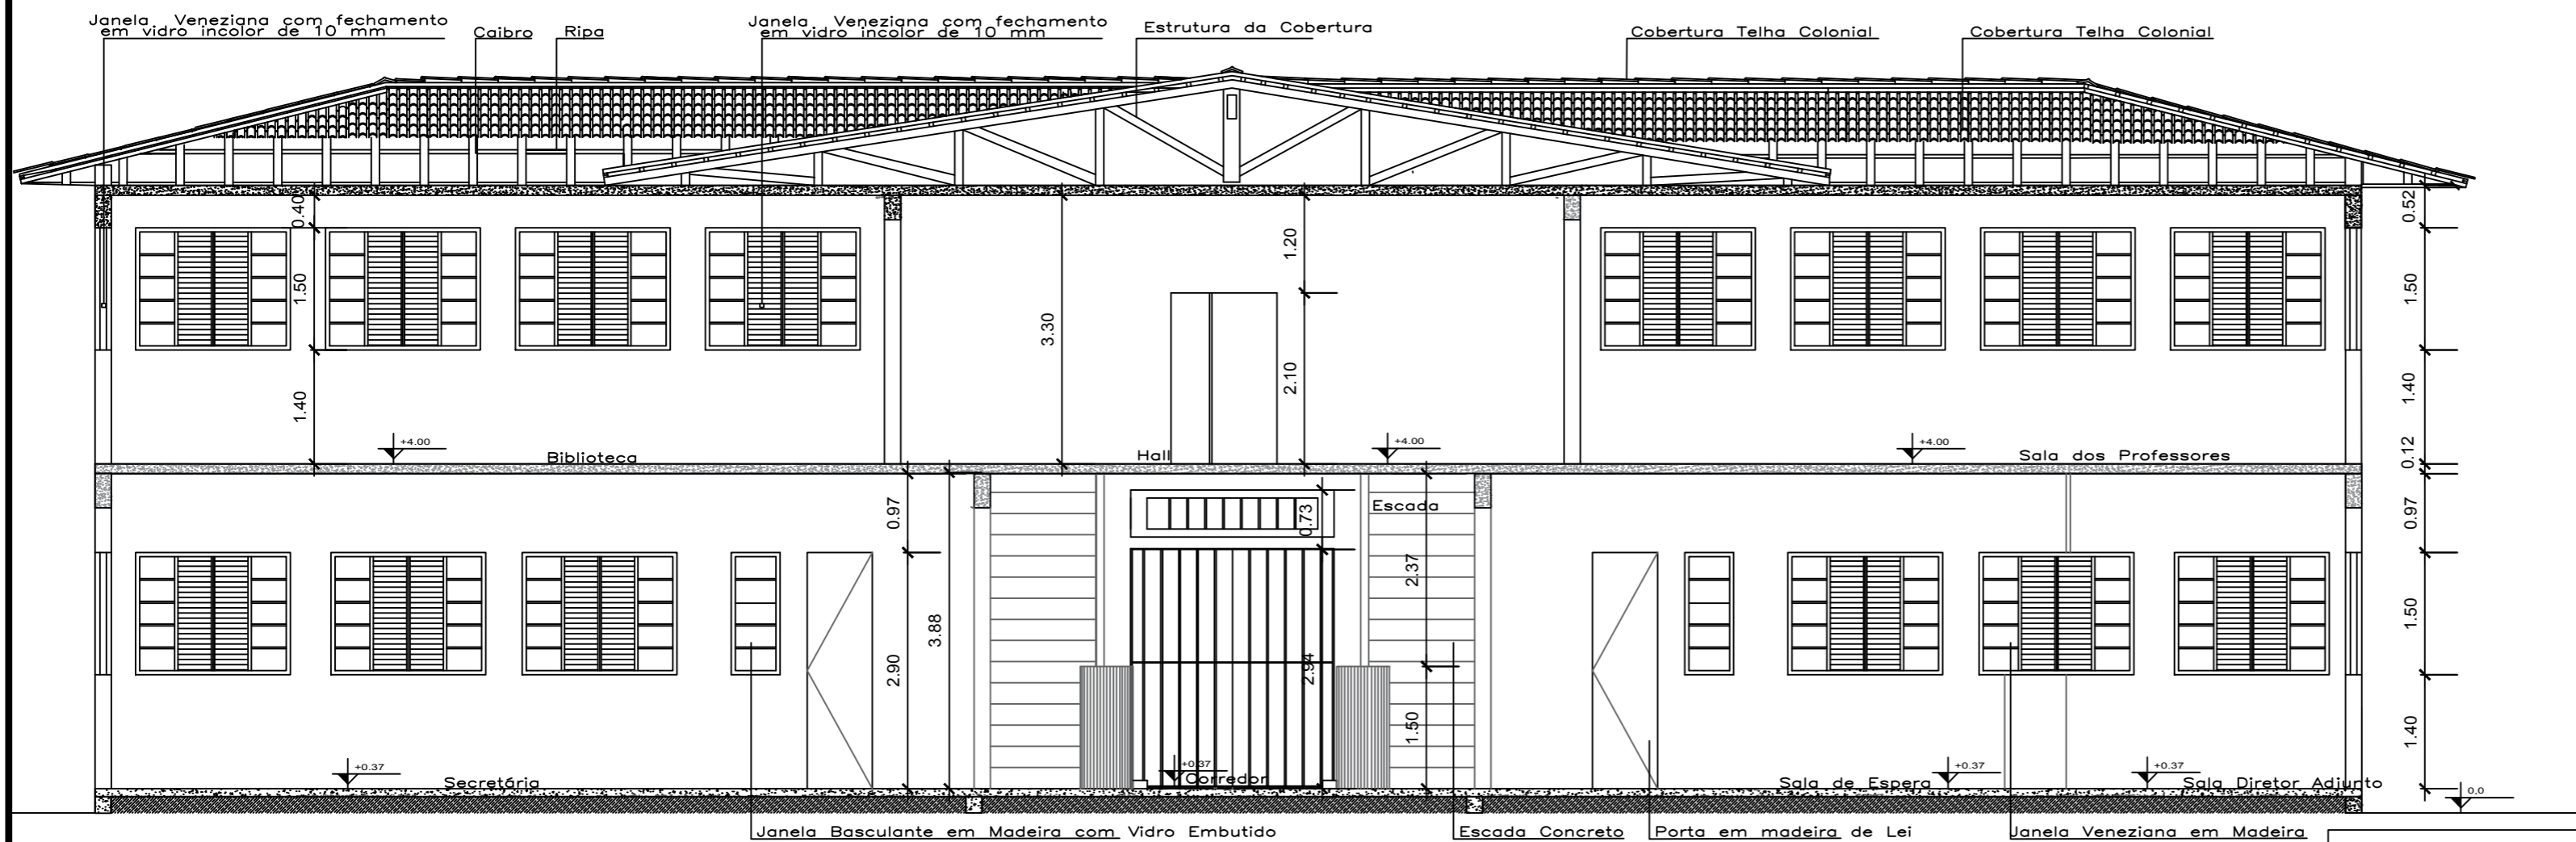 Janela Veneziana com fechamento
em vidro incolor de 10 mm
Caibro
Ripa
Janela Veneziana com fechamento
em vidro incolor de 10 mm
Estrutura da Cobertura
Cobertura Telha Colonial
Cobertura Telha Colonial
0.40
1.50
1.40
3.30
1.20
2.10
0.52
1.50
1.40
0.12
+4.00
Biblioteca
Hall
+4.00
+4.00
Sala dos Professores
0.97
2.90
3.88
0.73
2.94
Escada
2.37
1.50
0.97
1.50
1.40
+0.37
Secretária
+0.37
Corredor
Sala de Espera
+0.37
+0.37
Sala Diretor Adjunto
0,0
Janela Basculante em Madeira com Vidro Embutido
Escada Concreto
Porta em madeira de Lei
Janela Veneziana em Madeira